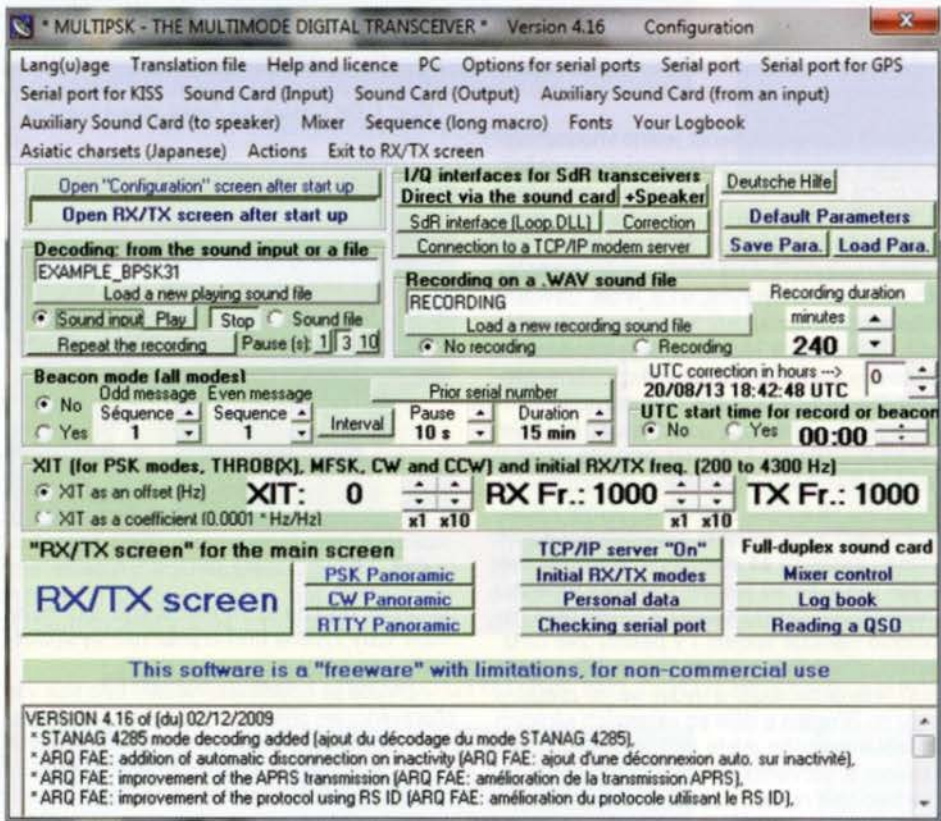 * MULTIPSK - THE MULTIMODE DIGITAL TRANSCEIVER * Version 4.16 Configuration
Lang(u)age Translation file Help and licence PC Options for serial ports Serial port Serial port for GPS
Serial port for KISS Sound Card (Input) Sound Card (Output) Auxiliary Sound Card (from an input)
Auxiliary Sound Card (to speaker) Mixer Sequence (long macro) Fonts Your Logbook
Asiatic charsets (Japanese) Actions Exit to RX/TX screen
Open "Configuration" screen after start up
Open RX/TX screen after start up
I/Q interfaces for SdR transceivers
Direct via the sound card +Speaker
SdR interface (Loop.DLL) Correction
Connection to a TCP/IP modem server
Deutsche Hilfe
Default Parameters
Save Para. Load Para.
Decoding: from the sound input or a file
EXAMPLE_BPSK31
Load a new playing sound file
Sound input Play Stop Sound file
Repeat the recording Pause (s): 1 3 10
Recording on a .WAV sound file
RECORDING
Load a new recording sound file
No recording Recording
Recording duration
minutes
240
Beacon mode (all modes)
No
Yes
Odd message Even message
Séquence Sequence
1 1
Interval
Prior serial number
Pause Duration
10 s 15 min
UTC correction in hours --->
0
20/08/13 18:42:48 UTC
UTC start time for record or beacon
No Yes 00:00
XIT (for PSK modes, THROB(X), MFSK, CW and CCW) and initial RX/TX freq. (200 to 4300 Hz)
XIT as an offset (Hz)
XIT as a coefficient (0.0001 * Hz/Hz)
XIT: 0
x1 x10
RX Fr.: 1000
x1 x10
TX Fr.: 1000
"RX/TX screen" for the main screen
RX/TX screen
PSK Panoramic
CW Panoramic
RTTY Panoramic
TCP/IP server "On"
Initial RX/TX modes
Personal data
Checking serial port
Full-duplex sound card
Mixer control
Log book
Reading a QSO
This software is a "freeware" with limitations, for non-commercial use
VERSION 4.16 of (du) 02/12/2009
* STANAG 4285 mode decoding added (ajout du décodage du mode STANAG 4285),
* ARQ FAE: addition of automatic disconnection on inactivity (ARQ FAE: ajout d'une déconnexion auto. sur inactivité),
* ARQ FAE: improvement of the APRS transmission (ARQ FAE: amélioration de la transmission APRS),
* ARQ FAE: improvement of the protocol using RS ID (ARQ FAE: amélioration du protocole utilisant le RS ID),